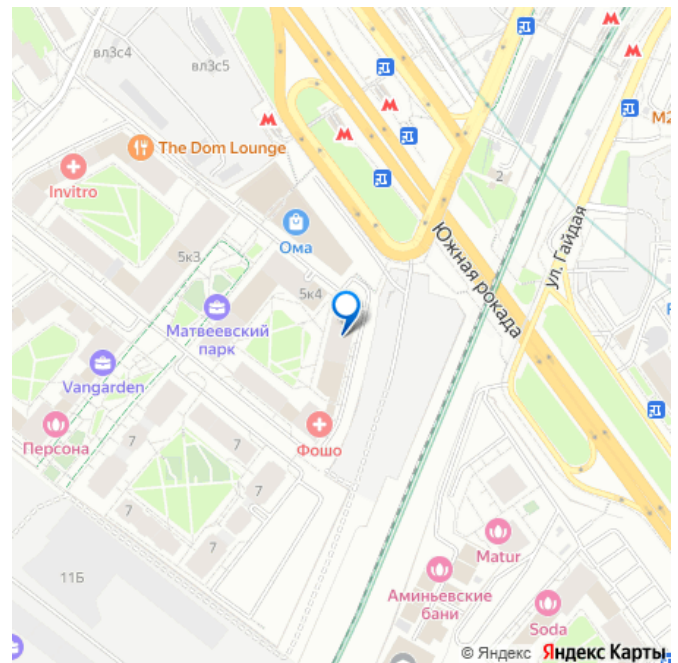 вл3с4
вл3с5
The Dom Lounge
Invitro
М2
2
Ома
5к3
5к4
Южная рокада
ул. Гайдая
Матвеевский
парк
Vangarden
Персона
Фошо
7
7
7
7
7
11Б
Matur
Аминьевские
бани
Soda
© Яндекс Яндекс Карты